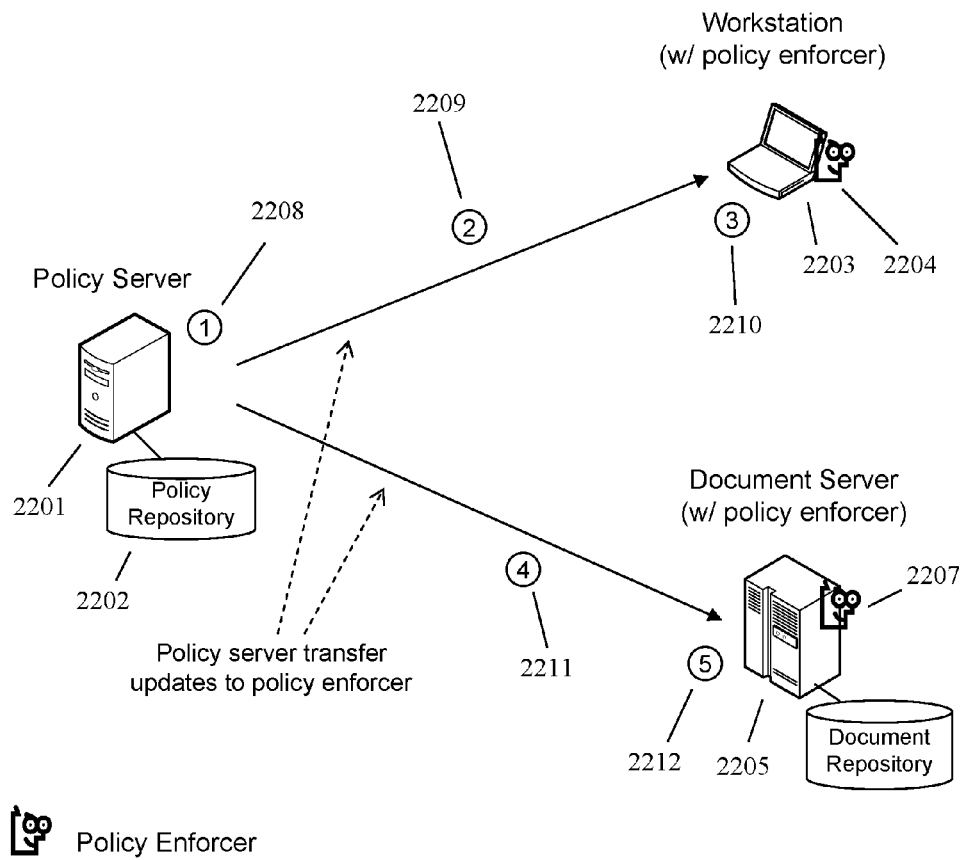 Workstation
(w/ policy enforcer)
2209
2208
2
3
2203
2204
2210
Policy Server
1
2201
Policy
Repository
2202
Document Server
(w/ policy enforcer)
2207
4
2211
Policy server transfer
updates to policy enforcer
5
2212
2205
Document
Repository
Policy Enforcer